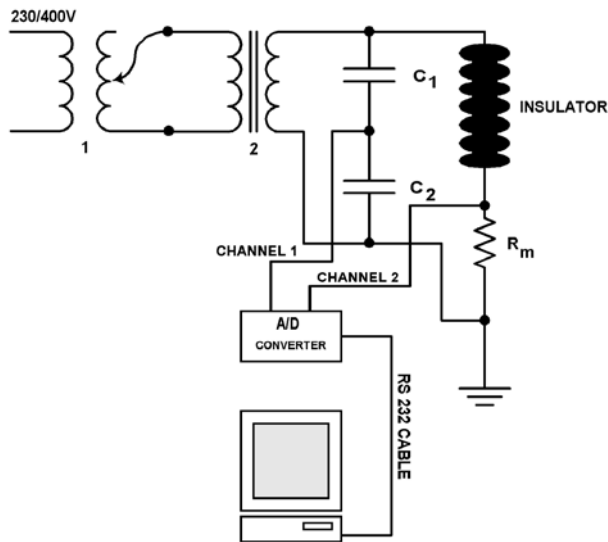 230/400V
C1
INSULATOR
1
2
C2
Rm
CHANNEL 1
CHANNEL 2
A/D
CONVERTER
RS 232 CABLE